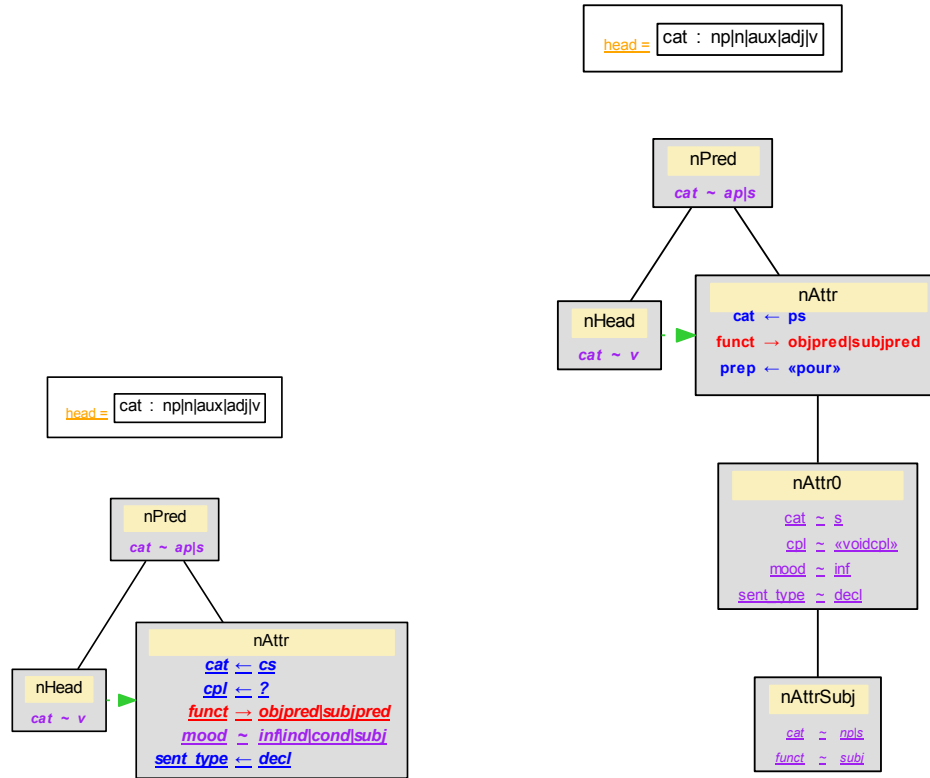 head = cat : np|n|aux|adj|v
nPred
cat ~ ap|s
nHead
cat ~ v
nAttr
cat ← cs
cpl ← ?
funct → objpred|subjpred
mood ~ inf|ind|cond|subj
sent_type ← decl
head = cat : np|n|aux|adj|v
nPred
cat ~ ap|s
nHead
cat ~ v
nAttr
cat ← ps
funct → objpred|subjpred
prep ← «pour»
nAttr0
cat ~ s
cpl ~ «voidcpl»
mood ~ inf
sent_type ~ decl
nAttrSubj
cat ~ np|s
funct ~ subj